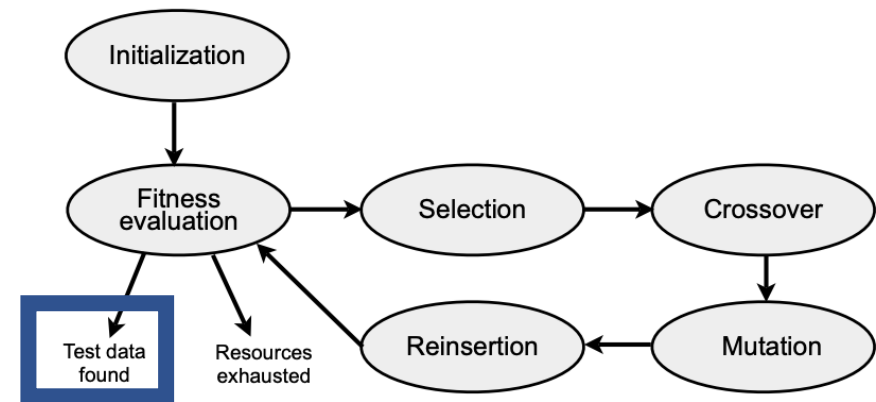 Initialization
Fitness
evaluation
Selection
Crossover
Test data
found
Resources
exhausted
Reinsertion
Mutation